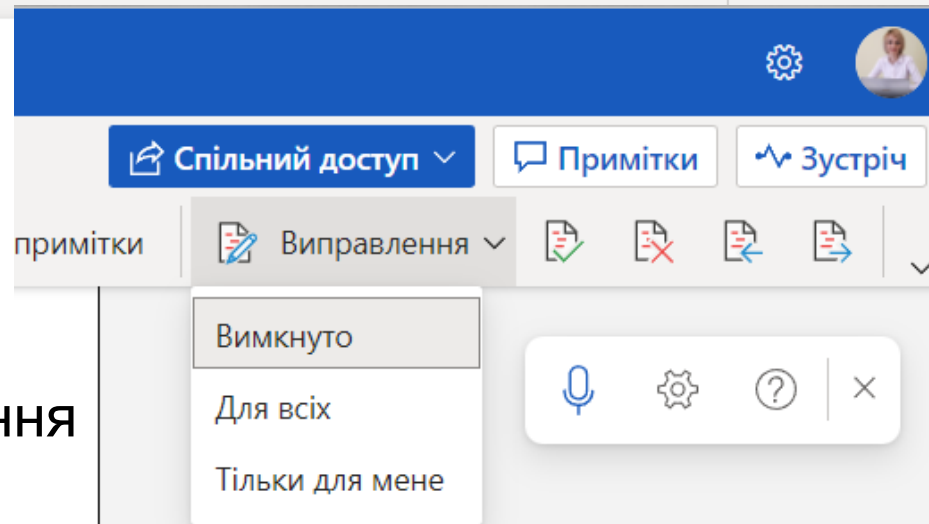 Спільний доступ Примітки Зустріч
примітки Виправлення
Вимкнуто
Для всіх
ння
Тільки для мене